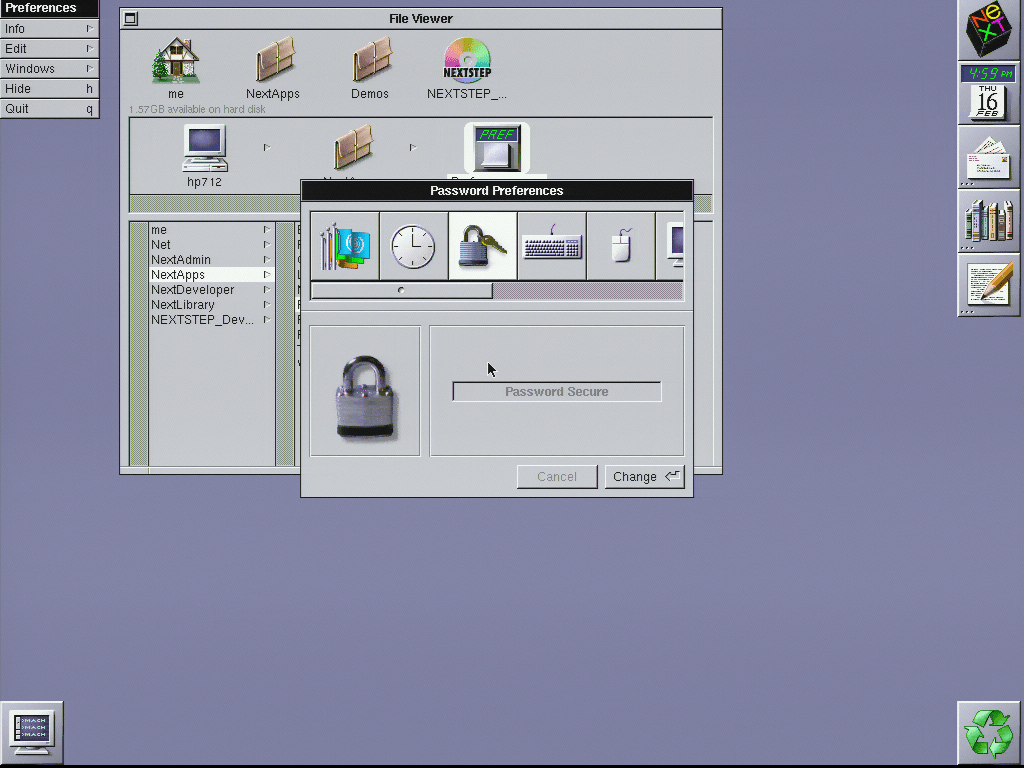 Preferences
Info
Edit
Windows
Hide h
Quit q
File Viewer
me
NextApps
Demos
NEXTSTEP
NEXTSTEP_...
1.57GB available on hard disk
hp712
PREF
Password Preferences
me
Net
NextAdmin
NextApps
NextDeveloper
NextLibrary
NEXTSTEP_Dev...
Password Secure
Cancel
Change
NeXT
4:59 PM
THU
16
FEB
MACH
MACH
MACH